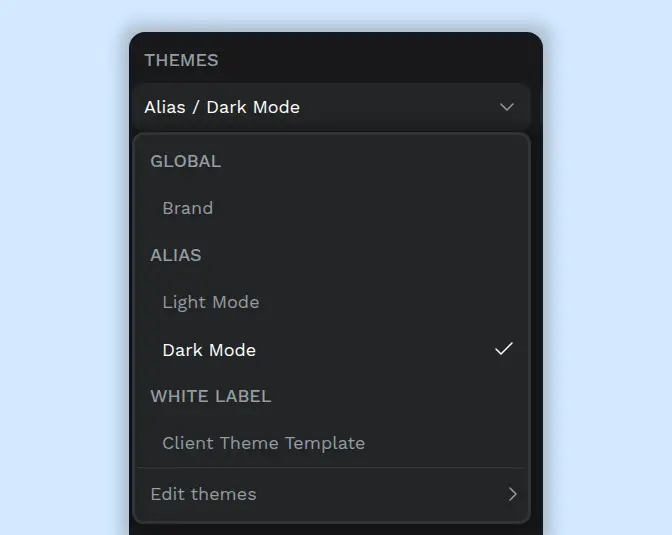 THEMES
Alias / Dark Mode
GLOBAL
Brand
ALIAS
Light Mode
Dark Mode
WHITE LABEL
Client Theme Template
Edit themes